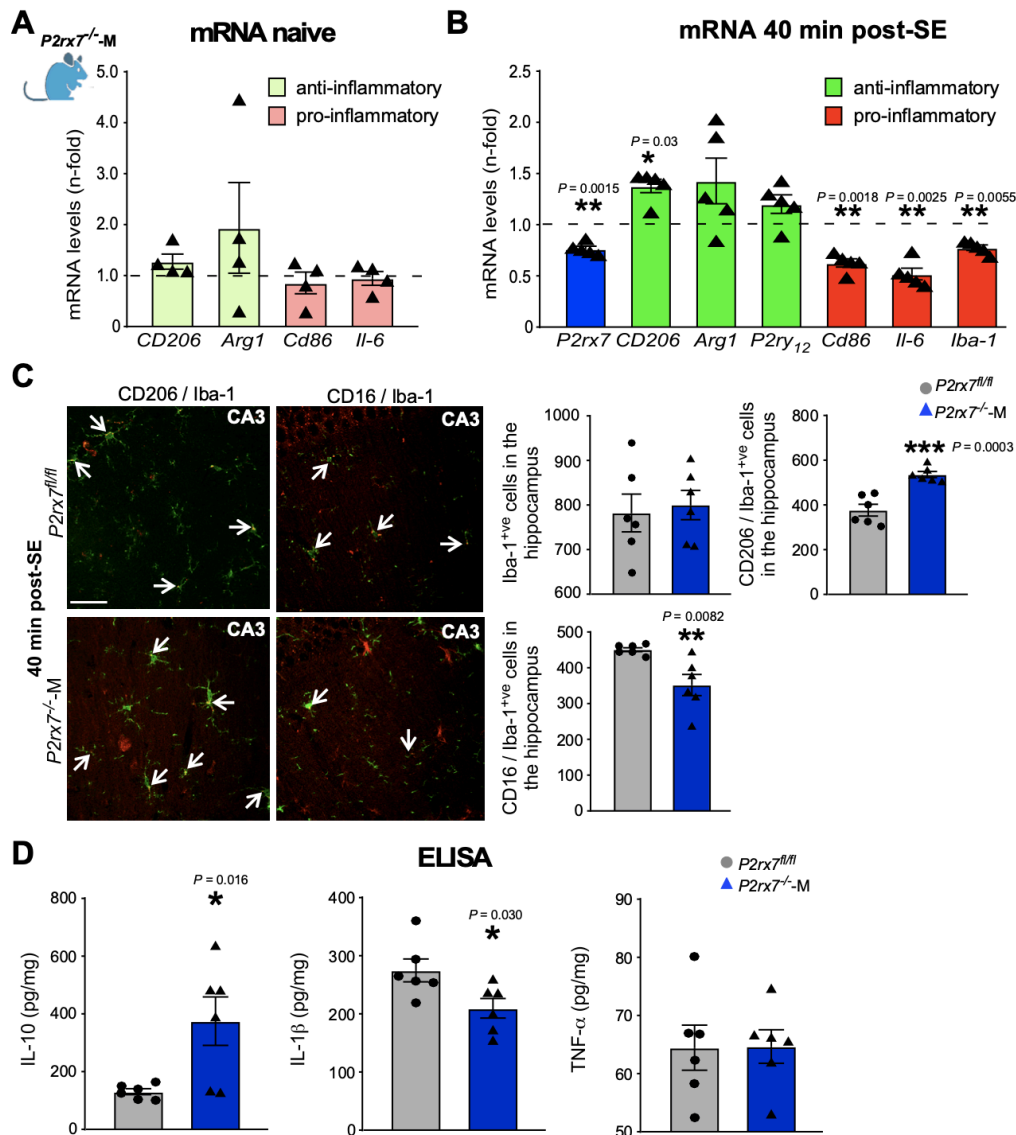 A
P2rx7-/--M
mRNA naive
anti-inflammatory
pro-inflammatory
mRNA levels (n-fold)
5.0
4.0
3.0
2.0
1.0
0
CD206 Arg1 Cd86 Il-6
B
mRNA 40 min post-SE
anti-inflammatory
pro-inflammatory
mRNA levels (n-fold)
2.5
2.0
1.5
1.0
0.5
0
P = 0.0015
**
P = 0.03
*
P = 0.0018
**
P = 0.0025
**
P = 0.0055
**
P2rx7 CD206 Arg1 P2ry12 Cd86 Il-6 Iba-1
C
CD206 / Iba-1
CD16 / Iba-1
40 min post-SE
P2rx7fl/fl
CA3
CA3
P2rx7-/--M
CA3
CA3
Iba-1+ve cells in the
hippocampus
1000
900
800
700
600
P2rx7fl/fl
P2rx7-/--M
CD206 / Iba-1+ve cells
in the hippocampus
800
600
400
200
0
***
P = 0.0003
CD16 / Iba-1+ve cells in
the hippocampus
500
400
300
200
100
0
P = 0.0082
**
D
ELISA
P2rx7fl/fl
P2rx7-/--M
IL-10 (pg/mg)
800
600
400
200
0
P = 0.016
*
IL-1β (pg/mg)
400
300
200
100
0
P = 0.030
*
TNF-α (pg/mg)
90
80
70
60
50